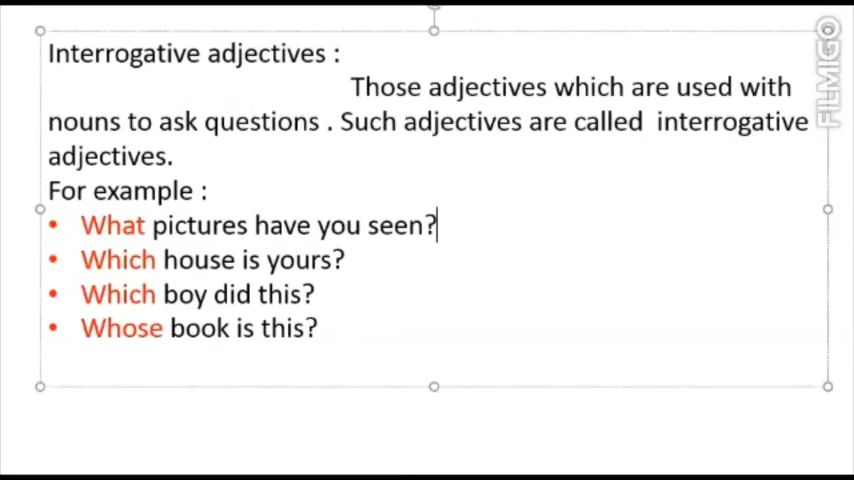 Interrogative adjectives :
Those adjectives which are used with
nouns to ask questions . Such adjectives are called interrogative
adjectives.
For example :
• What pictures have you seen?
• Which house is yours?
• Which boy did this?
• Whose book is this?
FILMIGO